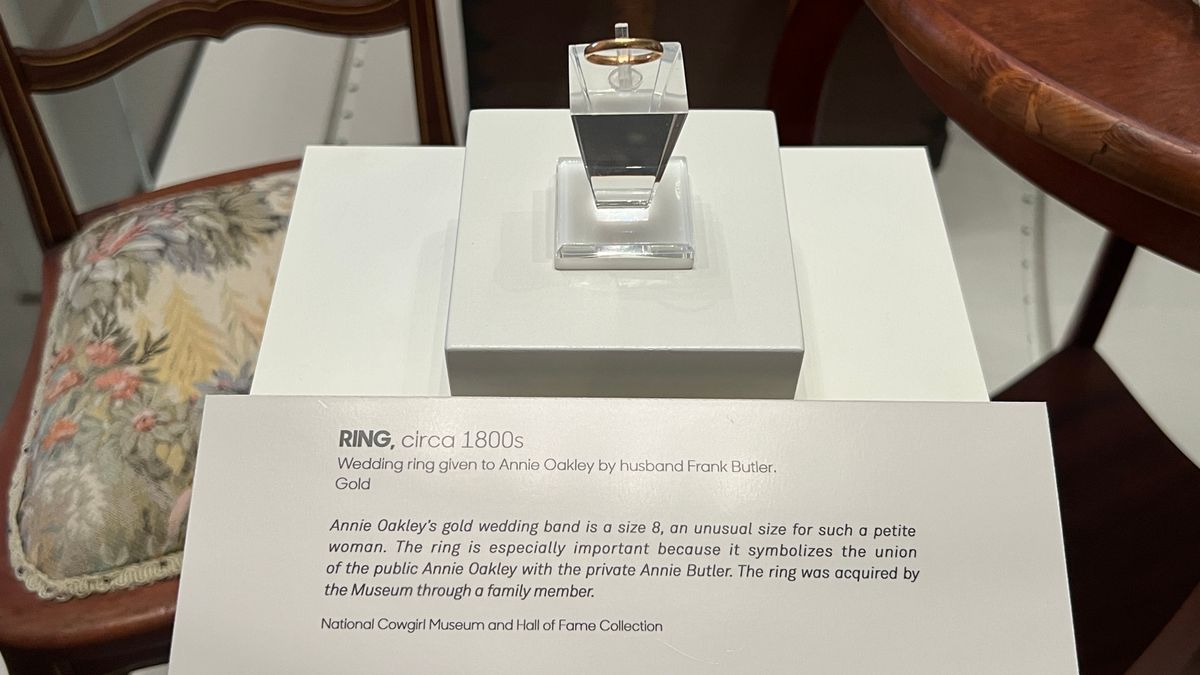 RING, circa 1800s
Wedding ring given to Annie Oakley by husband Frank Butler.
Gold
Annie Oakley's gold wedding band is a size 8, an unusual size for such a petite
woman. The ring is especially important because it symbolizes the union
of the public Annie Oakley with the private Annie Butler. The ring was acquired by
the Museum through a family member.
National Cowgirl Museum and Hall of Fame Collection